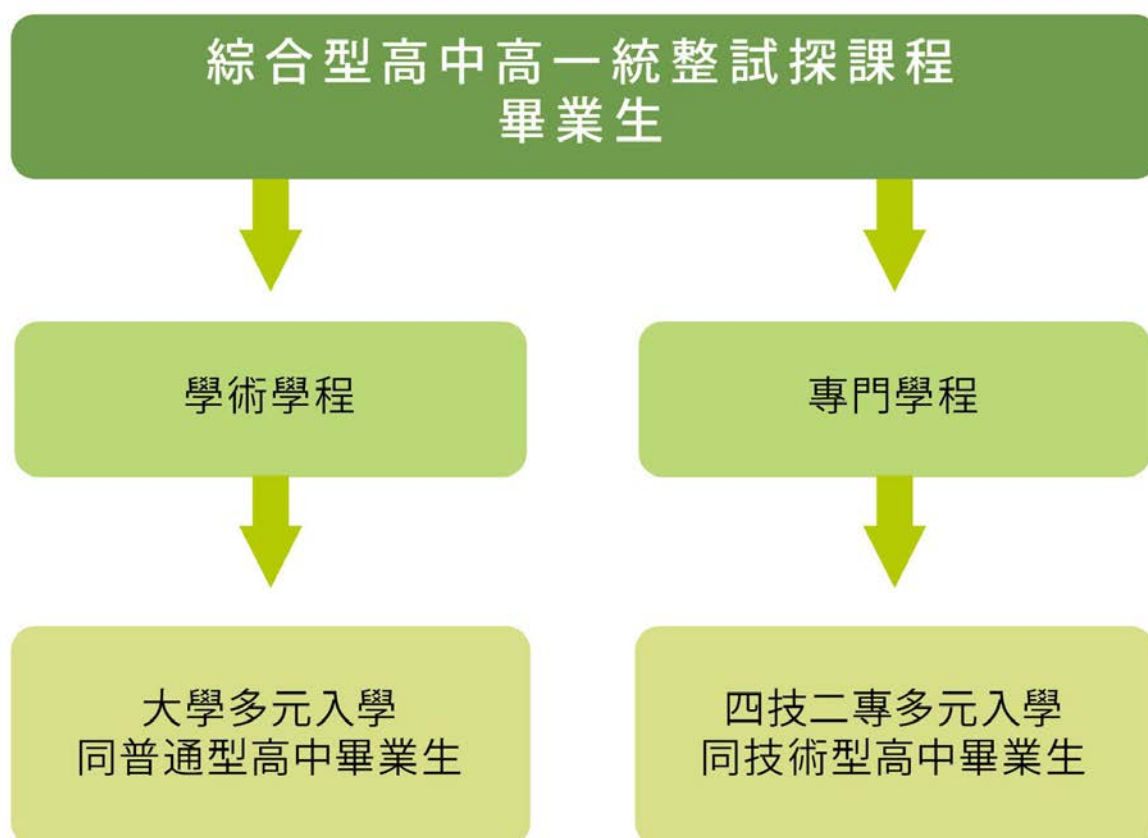 綜合型高中高一統整試探課程
畢業生
學術學程
專門學程
大學多元入學
同普通型高中畢業生
四技二專多元入學
同技術型高中畢業生